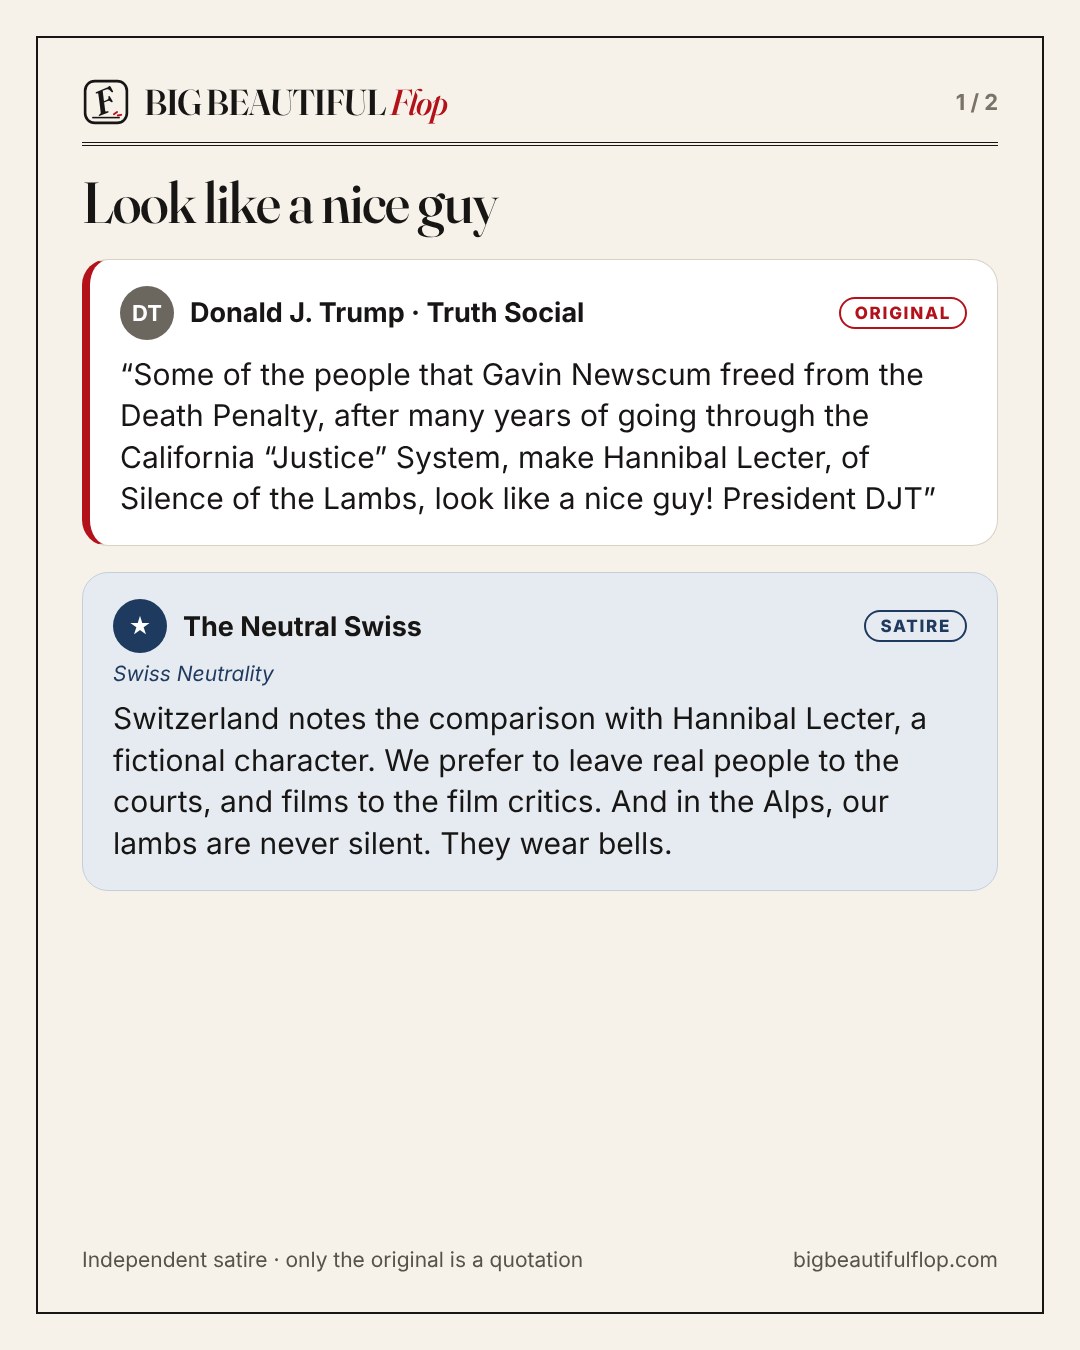 F
BIG BEAUTIFUL Flop
1 / 2
Look like a nice guy
DT
Donald J. Trump · Truth Social
ORIGINAL
“Some of the people that Gavin Newscum freed from the
Death Penalty, after many years of going through the
California “Justice” System, make Hannibal Lecter, of
Silence of the Lambs, look like a nice guy! President DJT”
The Neutral Swiss
SATIRE
Swiss Neutrality
Switzerland notes the comparison with Hannibal Lecter, a
fictional character. We prefer to leave real people to the
courts, and films to the film critics. And in the Alps, our
lambs are never silent. They wear bells.
Independent satire · only the original is a quotation
bigbeautifulflop.com